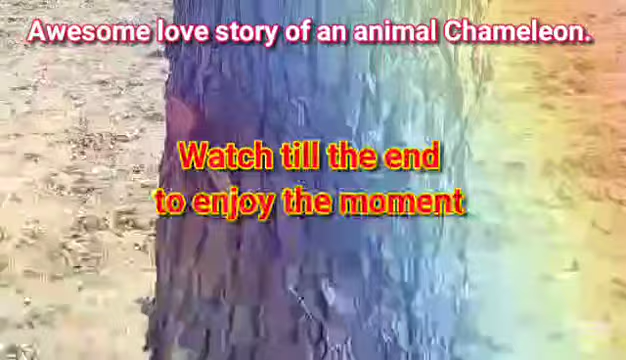 Awesome love story of an animal Chameleon.
Watch till the end
to enjoy the moment